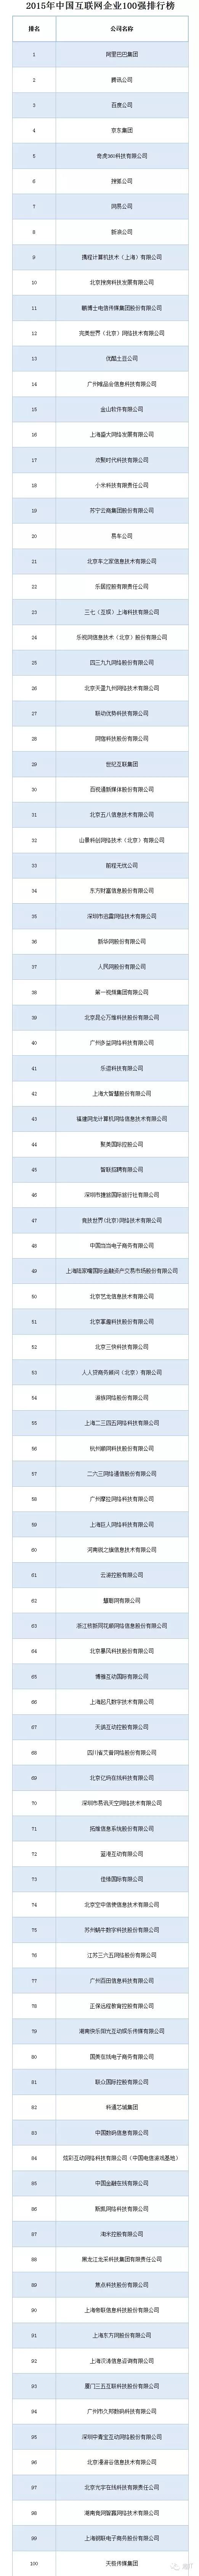 2015年中国互联网企业100强排行榜
排名 公司名称
1 阿里巴巴集团
2 腾讯公司
3 百度公司
4 京东集团
5 奇虎360科技有限公司
6 搜狐公司
7 网易公司
8 新浪公司
9 携程计算机技术（上海）有限公司
10 北京搜房科技发展有限公司
11 鹏博士电信传媒集团股份有限公司
12 完美世界（北京）网络技术有限公司
13 优酷土豆公司
14 广州唯品会信息科技有限公司
15 金山软件有限公司
16 上海盛大网络发展有限公司
17 欢聚时代科技有限公司
18 小米科技有限责任公司
19 苏宁云商集团股份有限公司
20 易车公司
21 北京车之家信息技术有限公司
22 乐居控股有限责任公司
23 三七（互娱）上海科技有限公司
24 乐视网信息技术（北京）股份有限公司
25 四三九九网络股份有限公司
26 北京天盈九州网络技术有限公司
27 联动优势科技有限公司
28 网宿科技股份有限公司
29 世纪互联集团
30 百视通新媒体股份有限公司
31 北京五八信息技术有限公司
32 山景科创网络技术（北京）有限公司
33 前程无忧公司
34 东方财富信息股份有限公司
35 深圳市迅雷网络技术有限公司
36 新华网股份有限公司
37 人民网股份有限公司
38 第一视频集团有限公司
39 北京昆仑万维科技股份有限公司
40 广州多益网络科技有限公司
41 乐逗科技有限公司
42 上海大智慧股份有限公司
43 福建网龙计算机网络信息技术有限公司
44 聚美国际控股公司
45 智联招聘有限公司
46 深圳市捷旅国际旅行社有限公司
47 竞技世界(北京)网络技术有限公司
48 中国当当电子商务有限公司
49 上海陆家嘴国际金融资产交易市场股份有限公司
50 北京艺龙信息技术有限公司
51 北京掌趣科技股份有限公司
52 北京三快科技有限公司
53 人人贷商务顾问（北京）有限公司
54 诚栋网络股份有限公司
55 上海二三四五网络科技有限公司
56 杭州顺网科技股份有限公司
57 二六三网络通信股份有限公司
58 广州摩拉网络科技有限公司
59 上海巨人网络科技有限公司
60 河南锐之旗信息技术有限公司
61 云游控股有限公司
62 慧聪网有限公司
63 浙江核新同花顺网络信息股份有限公司
64 北京暴风科技股份有限公司
65 博雅互动国际有限公司
66 上海起凡数字技术有限公司
67 天鸽互动控股有限公司
68 四川省艾普网络股份有限公司
69 北京亿玛在线科技有限公司
70 深圳市易讯天空网络技术有限公司
71 拓维信息系统股份有限公司
72 蓝港互动有限公司
73 佳缘国际有限公司
74 北京空中信使信息技术有限公司
75 苏州蜗牛数字科技股份有限公司
76 江苏三六五网络股份有限公司
77 广州百田信息科技有限公司
78 正保远程教育控股有限公司
79 湖南快乐阳光互动娱乐传媒有限公司
80 国美在线电子商务有限公司
81 联众国际控股有限公司
82 科通芯城集团
83 中国数码信息有限公司
84 炫彩互动网络科技有限公司（中国电信游戏基地）
85 中国金融在线有限公司
86 斯凯网络科技有限公司
87 淘米控股有限公司
88 黑龙江龙采科技集团有限责任公司
89 焦点科技股份有限公司
90 上海帝联信息科技股份有限公司
91 上海东方网股份有限公司
92 上海汉涛信息咨询有限公司
93 厦门三五互联科技股份有限公司
94 广州市久邦数码科技有限公司
95 深圳中青宝互动网络股份有限公司
96 北京漫游谷信息技术有限公司
97 北京光宇在线科技有限责任公司
98 湖南竞网智赢网络技术有限公司
99 上海钢联电子商务股份有限公司
100 天极传媒集团